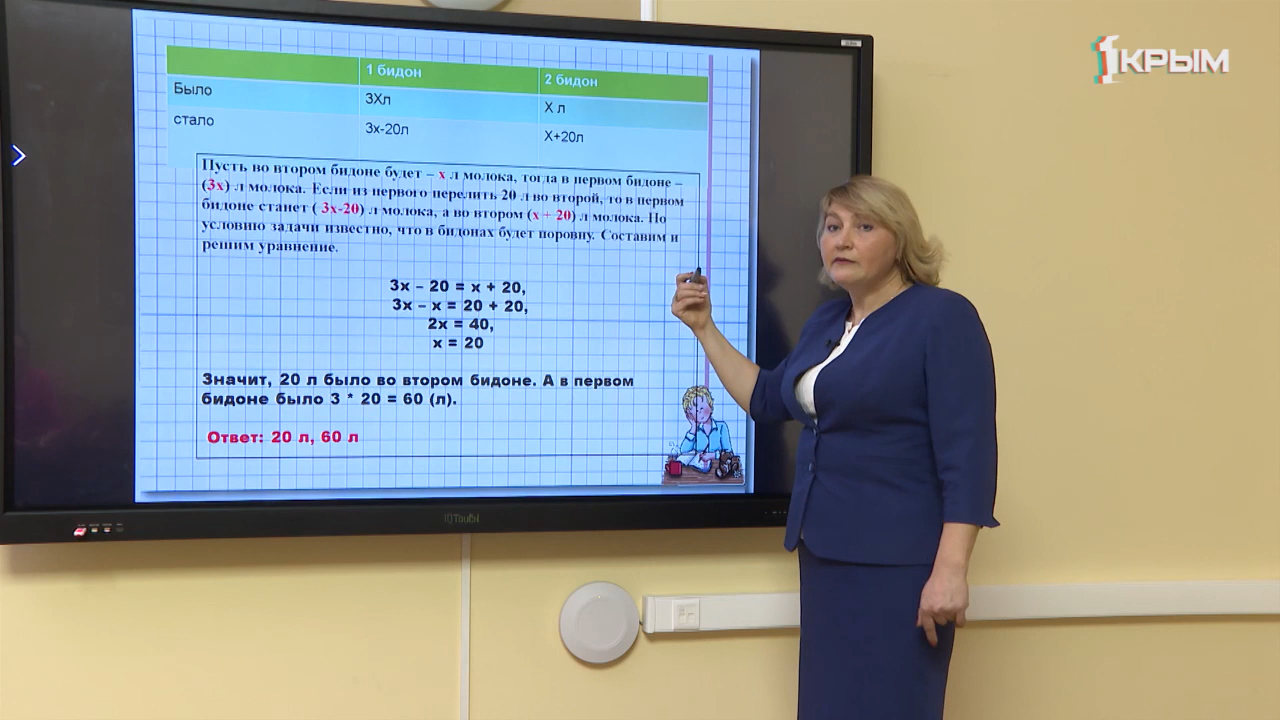 1КРЫМ
1 бидон 2 бидон
Было 3Хл Х л
стало 3х-20л Х+20л
Пусть во втором бидоне будет – х л молока, тогда в первом бидоне –
(3х) л молока. Если из первого перелить 20 л во второй, то в первом
бидоне станет ( 3х-20) л молока, а во втором (х + 20) л молока. По
условию задачи известно, что в бидонах будет поровну. Составим и
решим уравнение.
3х – 20 = х + 20,
3х – х = 20 + 20,
2х = 40,
х = 20
Значит, 20 л было во втором бидоне. А в первом
бидоне было 3 * 20 = 60 (л).
Ответ: 20 л, 60 л
IQTouch